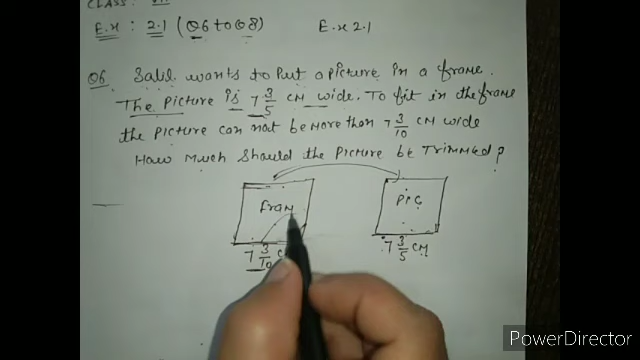 CLASS:
Ex: 2.1 (Q6 to Q8) Ex 2.1
Q6. Salil wants to Put a picture in a frame.
The Picture is 7 3/5 CM wide. To fit in the frame
the picture can not be More than 7 3/10 CM wide
How Much Should the Picture be TriMMed?
FraM
PIC
7 3/10 C
7 3/5 CM
PowerDirector